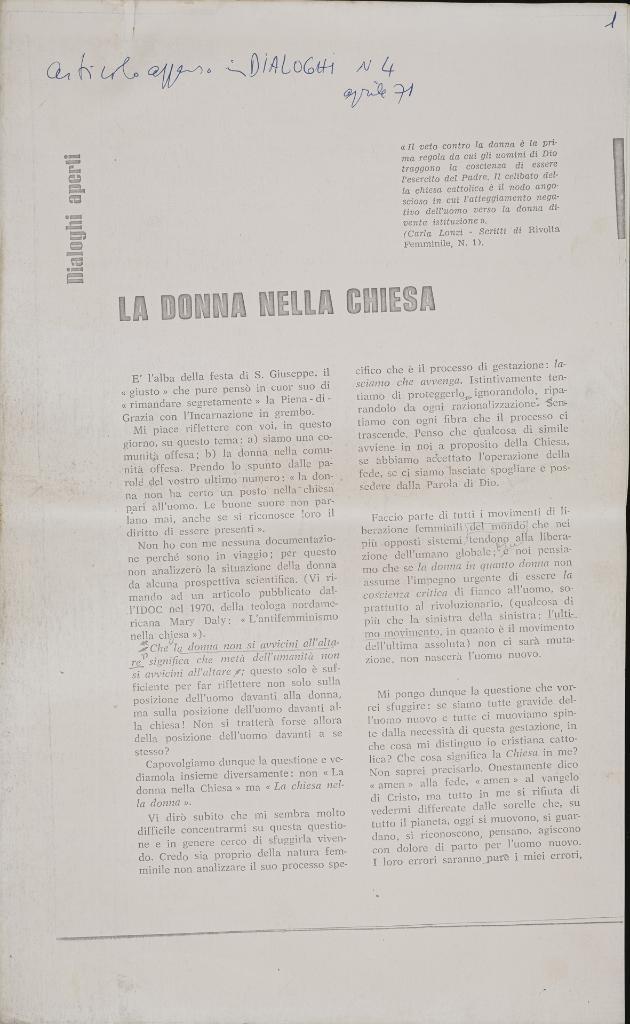 1
articolo apparso in DIALOGHI N 4
aprile 71
Dialoghi aperti
«Il veto contro la donna è la pri-
ma regola da cui gli uomini di Dio
traggono la coscienza di essere
l'esercito del Padre. Il celibato del-
la chiesa cattolica è il nodo ango-
scioso in cui l'atteggiamento nega-
tivo dell'uomo verso la donna di-
venta istituzione».
(Carla Lonzi - Scritti di Rivolta
Femminile, N. 1).
LA DONNA NELLA CHIESA
E' l'alba della festa di S. Giuseppe, il
« giusto » che pure pensò in cuor suo di
« rimandare segretamente » la Piena-di-
Grazia con l'Incarnazione in grembo.
Mi piace riflettere con voi, in questo
giorno, su questo tema: a) siamo una co-
munità offesa; b) la donna nella comu-
nità offesa. Prendo lo spunto dalle pa-
role del vostro ultimo numero: « la don-
na non ha certo un posto nella chiesa
pari all'uomo. Le buone suore non par-
lano mai, anche se si riconosce loro il
diritto di essere presenti ».
Non ho con me nessuna documentazio-
ne perché sono in viaggio; per questo
non analizzerò la situazione della donna
da alcuna prospettiva scientifica. (Vi ri-
mando ad un articolo pubblicato dal-
l'IDOC nel 1970, della teologa nordame-
ricana Mary Daly: « L'antifemminismo
nella chiesa »).
Che la donna non si avvicini all'alta-
re significa che metà dell'umanità non
si avvicini all'altare; questo solo è suf-
ficiente per far riflettere non solo sulla
posizione dell'uomo davanti alla donna,
ma sulla posizione dell'uomo davanti al-
la chiesa! Non si tratterà forse allora
della posizione dell'uomo davanti a se
stesso?
Capovolgiamo dunque la questione e ve-
diamola insieme diversamente: non « La
donna nella Chiesa » ma « La chiesa nel-
la donna ».
Vi dirò subito che mi sembra molto
difficile concentrarmi su questa questio-
ne e in genere cerco di sfuggirla viven-
do. Credo sia proprio della natura fem-
minile non analizzare il suo processo spe-
cifico che è il processo di gestazione: la-
sciamo che avvenga. Istintivamente ten-
tiamo di proteggerlo, ignorandolo, ripa-
randolo da ogni razionalizzazione. Sen-
tiamo con ogni fibra che il processo ci
trascende. Penso che qualcosa di simile
avviene in noi a proposito della Chiesa,
se abbiamo accettato l'operazione della
fede, se ci siamo lasciate spogliare e pos-
sedere dalla Parola di Dio.
Faccio parte di tutti i movimenti di li-
berazione femminili del mondo che nei
più opposti sistemi tendono alla libera-
zione dell'umano globale; e noi pensia-
mo che se la donna in quanto donna non
assume l'impegno urgente di essere la
coscienza critica di fianco all'uomo, so-
prattutto al rivoluzionario, (qualcosa di
più che la sinistra della sinistra: l'ulti-
mo movimento, in quanto è il movimento
dell'ultima assoluta) non ci sarà muta-
zione, non nascerà l'uomo nuovo.
Mi pongo dunque la questione che vor-
rei sfuggire: se siamo tutte gravide del-
l'uomo nuovo e tutte ci muoviamo spin-
te dalla necessità di questa gestazione, in
che cosa mi distinguo io cristiana catto-
lica? Che cosa significa la Chiesa in me?
Non saprei precisarlo. Onestamente dico
« amen » alla fede, « amen » al vangelo
di Cristo, ma tutto in me si rifiuta di
vedermi differente dalle sorelle che, su
tutto il pianeta, oggi si muovono, si guar-
dano, si riconoscono, pensano, agiscono
con dolore di parto per l'uomo nuovo.
I loro errori saranno pure i miei errori,